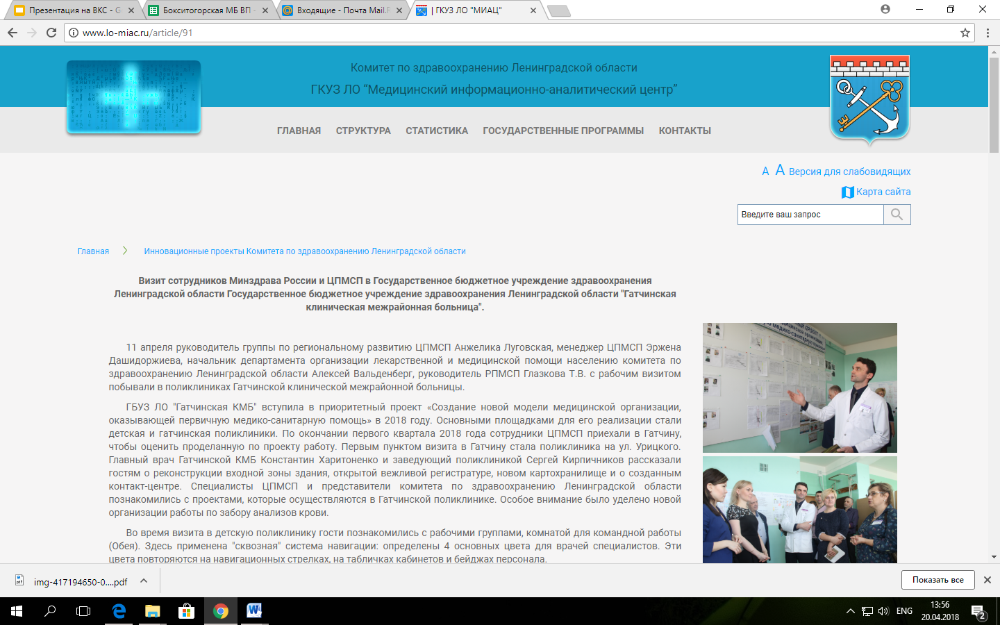 Презентация на ВКС - G
Бокситогорская МБ ВП -
Входящие - Почта Mail.R
| ГКУЗ ЛО "МИАЦ"
www.lo-miac.ru/article/91
Комитет по здравоохранению Ленинградской области
ГКУЗ ЛО “Медицинский информационно-аналитический центр”
ГЛАВНАЯ СТРУКТУРА СТАТИСТИКА ГОСУДАРСТВЕННЫЕ ПРОГРАММЫ КОНТАКТЫ
А А Версия для слабовидящих
Карта сайта
Введите ваш запрос
Главная Инновационные проекты Комитета по здравоохранению Ленинградской области
Визит сотрудников Минздрава России и ЦПМСП в Государственное бюджетное учреждение здравоохранения
Ленинградской области Государственное бюджетное учреждение здравоохранения Ленинградской области "Гатчинская
клиническая межрайонная больница".
11 апреля руководитель группы по региональному развитию ЦПМСП Анжелика Луговская, менеджер ЦПМСП Эржена
Дашидоржиева, начальник департамента организации лекарственной и медицинской помощи населению комитета по
здравоохранению Ленинградской области Алексей Вальденберг, руководитель РПМСП Глазкова Т.В. с рабочим визитом
побывали в поликлиниках Гатчинской клинической межрайонной больницы.
ГБУЗ ЛО "Гатчинская КМБ" вступила в приоритетный проект «Создание новой модели медицинской организации,
оказывающей первичную медико-санитарную помощь» в 2018 году. Основными площадками для его реализации стали
детская и гатчинская поликлиники. По окончании первого квартала 2018 года сотрудники ЦПМСП приехали в Гатчину,
чтобы оценить проделанную по проекту работу. Первым пунктом визита в Гатчину стала поликлиника на ул. Урицкого.
Главный врач Гатчинской КМБ Константин Харитоненко и заведующий поликлиникой Сергей Кирпичников рассказали
гостям о реконструкции входной зоны здания, открытой вежливой регистратуре, новом картохранилище и о созданным
контакт-центре. Специалисты ЦПМСП и представители комитета по здравоохранению Ленинградской области
познакомились с проектами, которые осуществляются в Гатчинской поликлинике. Особое внимание было уделено новой
организации работы по забору анализов крови.
Во время визита в детскую поликлинику гости познакомились с рабочими группами, комнатой для командной работы
(Обея). Здесь применена "сквозная" система навигации: определены 4 основных цвета для врачей специалистов. Эти
цвета повторяются на навигационных стрелках, на табличках кабинетов и бейджах персонала.
img-417194650-0....pdf
Показать все
ENG
13:56
20.04.2018
2